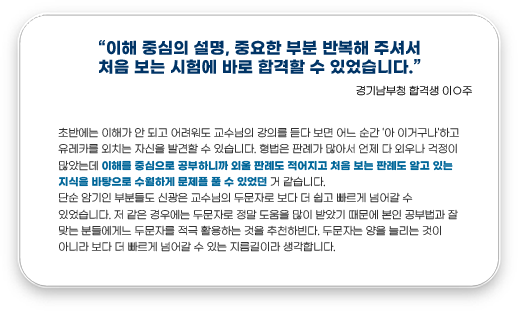 “이해 중심의 설명, 중요한 부분 반복해 주셔서
처음 보는 시험에 바로 합격할 수 있었습니다.”
경기남부청 합격생 이○주
초반에는 이해가 안 되고 어려워도 교수님의 강의를 듣다 보면 어느 순간 '아 이거구나'하고
유레카를 외치는 자신을 발견할 수 있습니다. 형법은 판례가 많아서 언제 다 외우나 걱정이
많았는데 이해를 중심으로 공부하니까 외울 판례도 적어지고 처음 보는 판례도 알고 있는
지식을 바탕으로 수월하게 문제를 풀 수 있었던 거 같습니다.
단순 암기인 부분들도 신광은 교수님의 두문자로 보다 더 쉽고 빠르게 넘어갈 수
있었습니다. 저 같은 경우에는 두문자로 정말 도움을 많이 받았기 때문에 본인 공부법과 잘
맞는 분들에게느 두문자를 적극 활용하는 것을 추천하빈다. 두문자는 양을 늘리는 것이
아니라 보다 더 빠르게 넘어갈 수 있는 지름길이라 생각합니다.